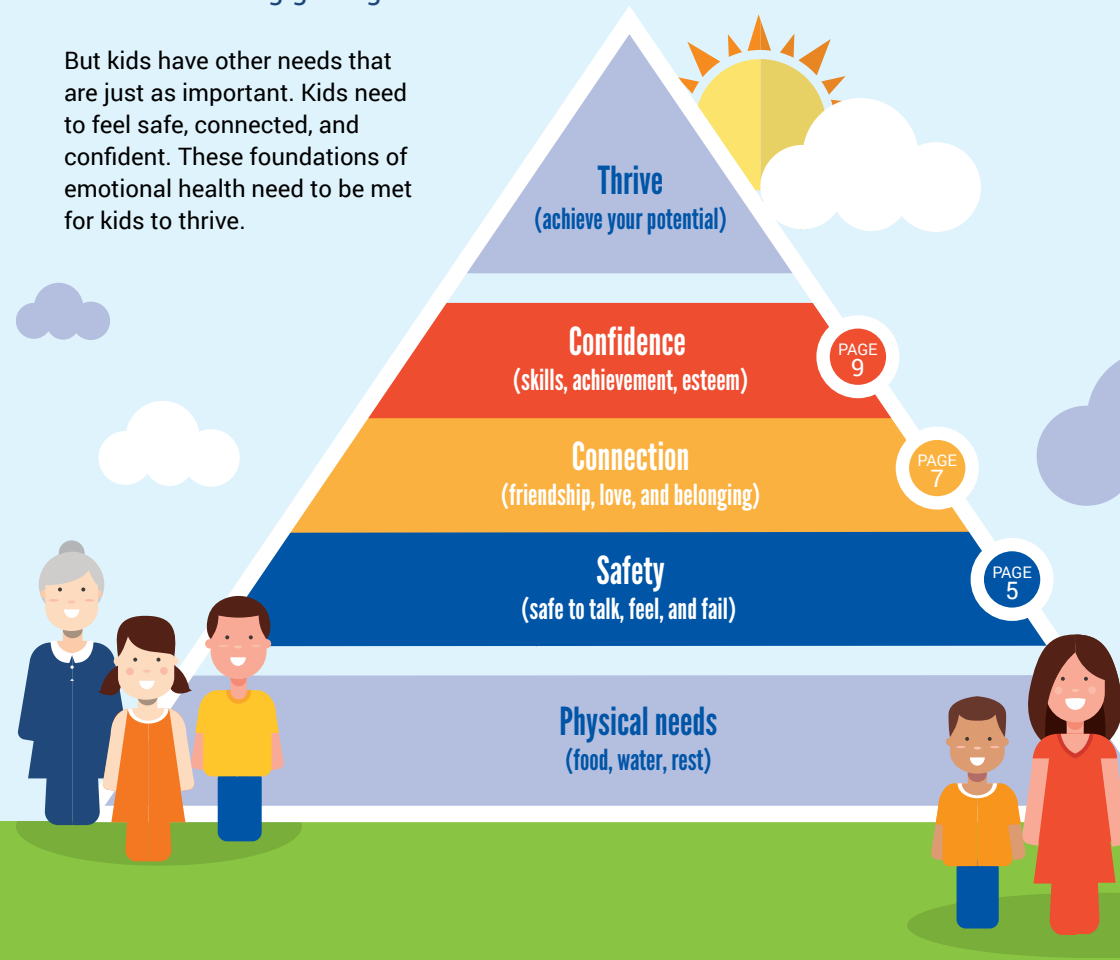 But kids have other needs that
are just as important. Kids need
to feel safe, connected, and
confident. These foundations of
emotional health need to be met
for kids to thrive.
Thrive
(achieve your potential)
Confidence
(skills, achievement, esteem)
PAGE
9
Connection
(friendship, love, and belonging)
PAGE
7
Safety
(safe to talk, feel, and fail)
PAGE
5
Physical needs
(food, water, rest)